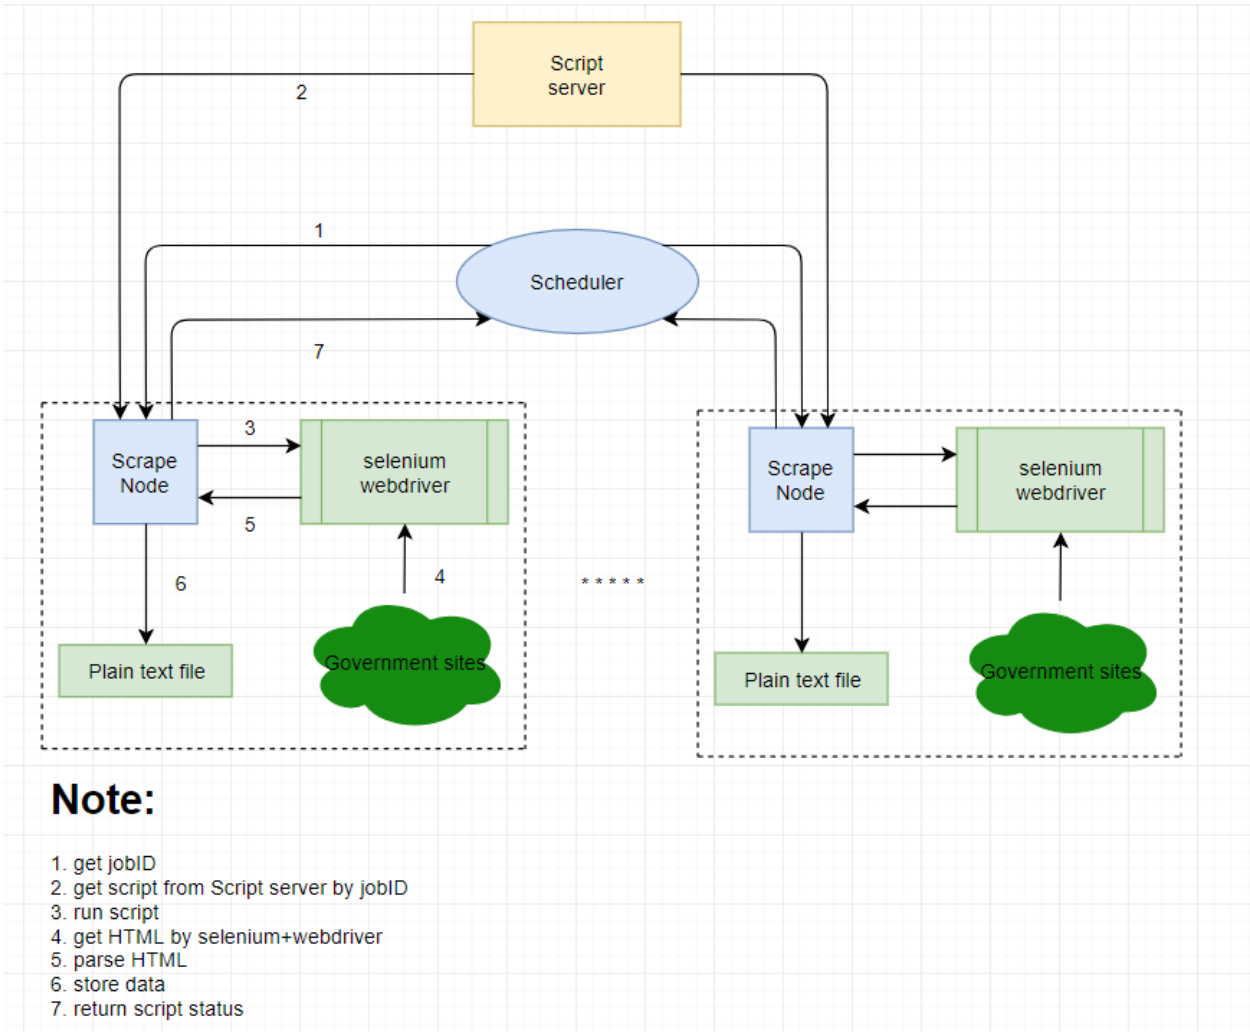 Script
server
2
1
Scheduler
7
Scrape
Node
3
selenium
webdriver
5
6
4
Plain text file
Government sites
* * * * *
Scrape
Node
selenium
webdriver
Plain text file
Government sites
Note:
1. get jobID
2. get script from Script server by jobID
3. run script
4. get HTML by selenium+webdriver
5. parse HTML
6. store data
7. return script status